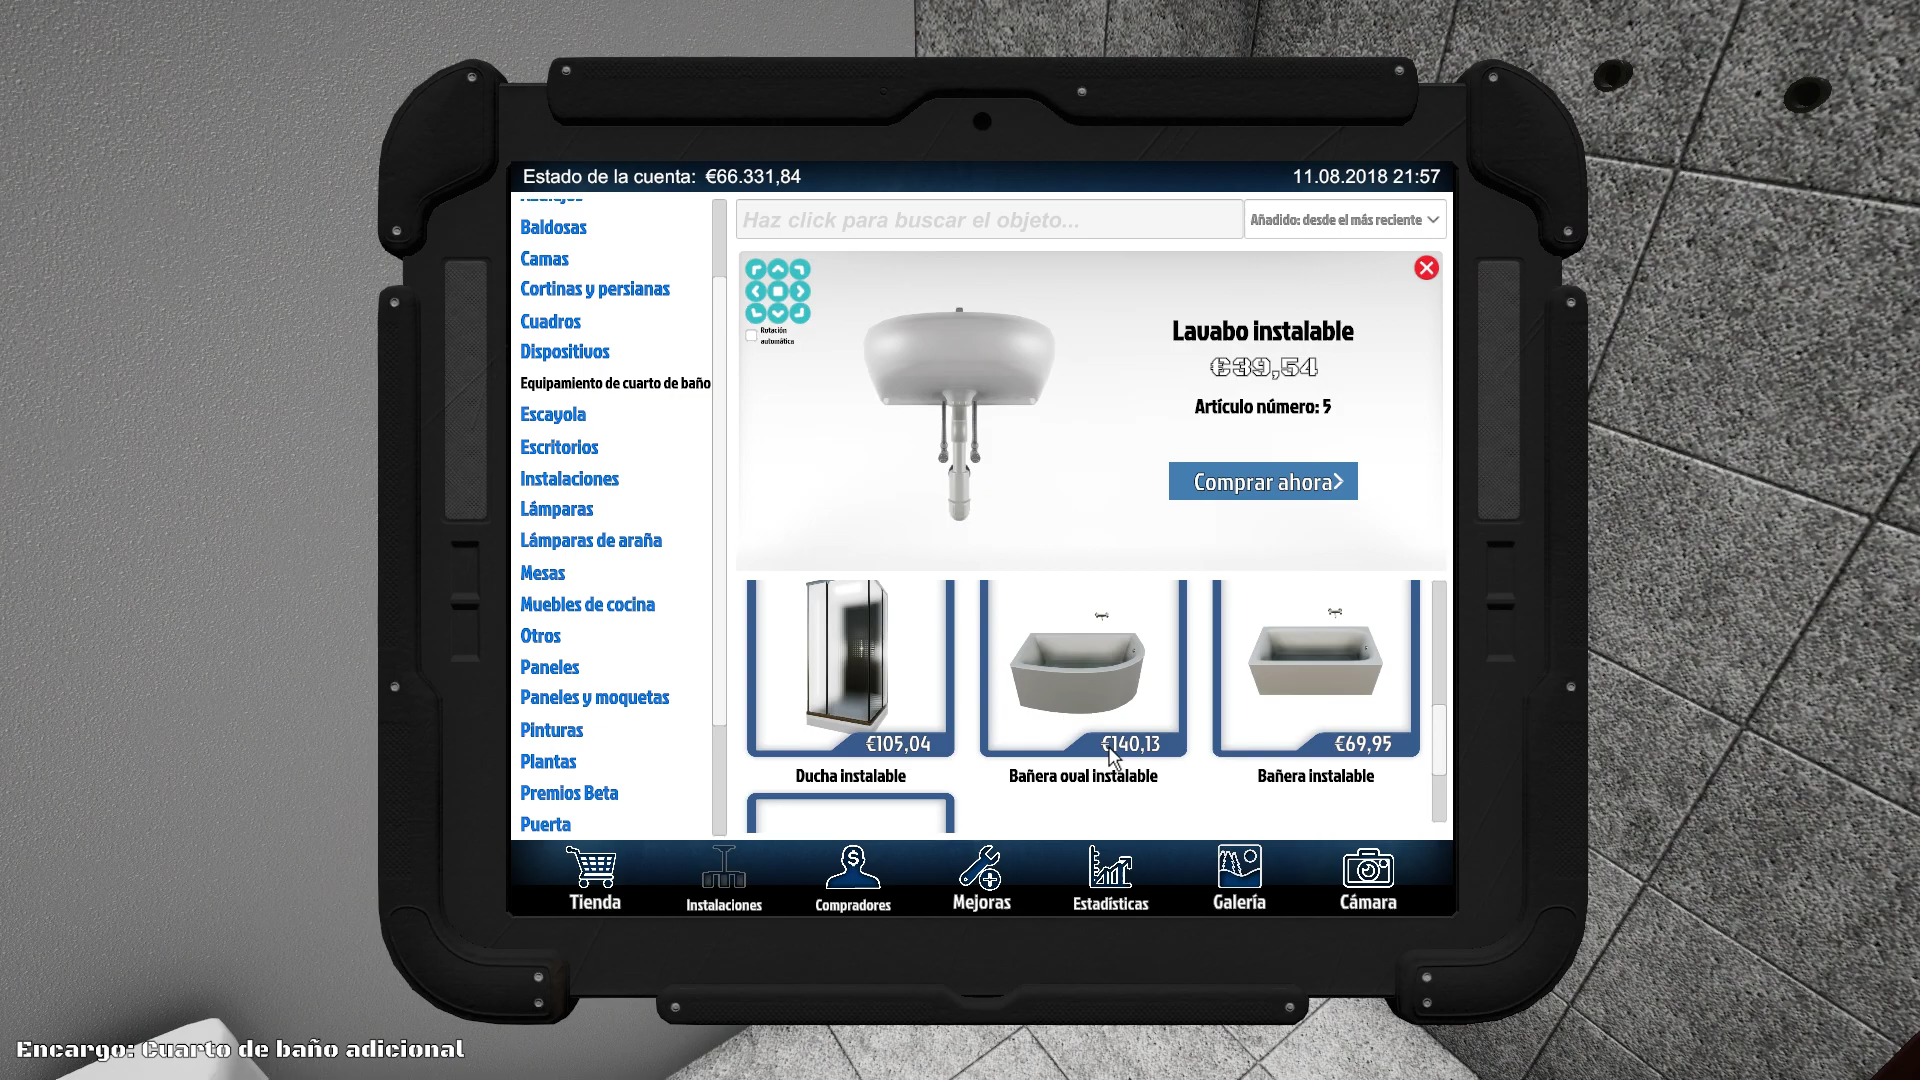 Estado de la cuenta: €66.331,84
11.08.2018 21:57
Azulejos
Baldosas
Camas
Cortinas y persianas
Cuadros
Dispositivos
Equipamiento de cuarto de baño
Escayola
Escritorios
Instalaciones
Lámparas
Lámparas de araña
Mesas
Muebles de cocina
Otros
Paneles
Paneles y moquetas
Pinturas
Plantas
Premios Beta
Puerta
Haz click para buscar el objeto...
Añadido: desde el más reciente
Rotación
automática
Lavabo instalable
€39,54
Artículo número: 5
Comprar ahora
€105,04
€140,13
€69,95
Ducha instalable
Bañera oval instalable
Bañera instalable
Tienda
Instalaciones
Compradores
Mejoras
Estadísticas
Galería
Cámara
Encargo: Cuarto de baño adicional